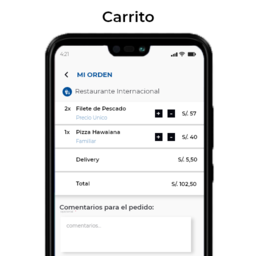 Carrito
4:21
MI ORDEN
Restaurante Internacional
2x Filete de Pescado
Precio Único
S/. 57
1x Pizza Hawaiana
Familiar
S/. 40
Delivery S/. 5,50
Total S/. 102,50
Comentarios para el pedido:
comentarios...